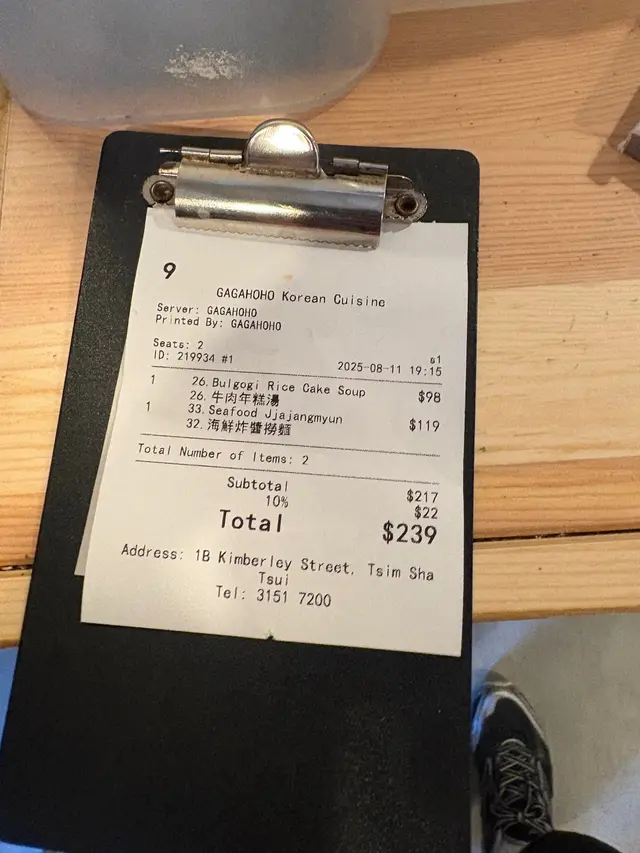 9
GAGAHOHO Korean Cuisine
Server: GAGAHOHO
Printed By: GAGAHOHO
Seats: 2
s1
ID: 219934 #1 2025-08-11 19:15
1 26. Bulgogi Rice Cake Soup $98
26. 牛肉年糕湯
1 33. Seafood Jjajangmyun $119
32. 海鮮炸醬撈麵
Total Number of Items: 2
Subtotal $217
10% $22
Total $239
Address: 1B Kimberley Street, Tsim Sha
Tsui
Tel: 3151 7200